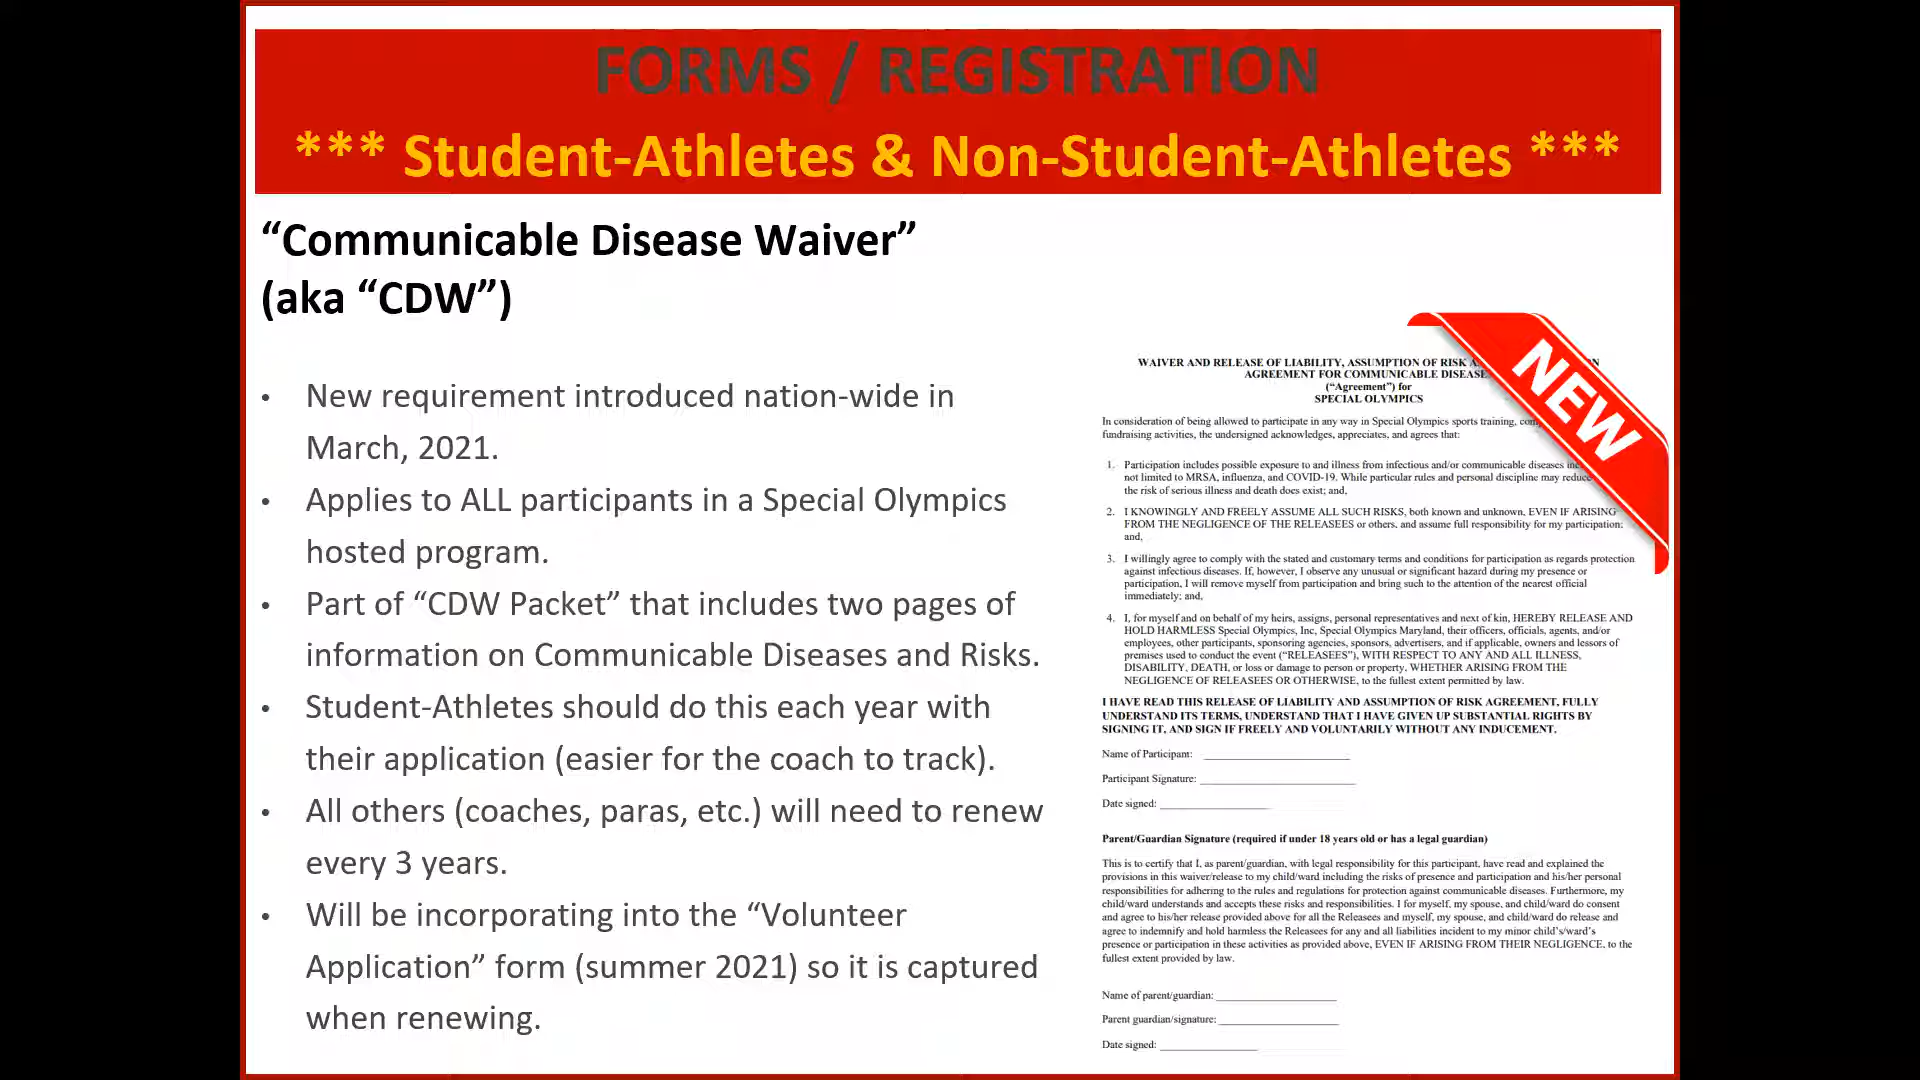 FORMS / REGISTRATION
*** Student-Athletes & Non-Student-Athletes ***
“Communicable Disease Waiver”
(aka “CDW”)
• New requirement introduced nation-wide in
March, 2021.
• Applies to ALL participants in a Special Olympics
hosted program.
• Part of “CDW Packet” that includes two pages of
information on Communicable Diseases and Risks.
• Student-Athletes should do this each year with
their application (easier for the coach to track).
• All others (coaches, paras, etc.) will need to renew
every 3 years.
• Will be incorporating into the “Volunteer
Application” form (summer 2021) so it is captured
when renewing.
NEW
WAIVER AND RELEASE OF LIABILITY, ASSUMPTION OF RISK
AGREEMENT FOR COMMUNICABLE DISEASE
(“Agreement”) for
SPECIAL OLYMPICS
In consideration of being allowed to participate in any way in Special Olympics sports training,
fundraising activities, the undersigned acknowledges, appreciates, and agrees that:
1. Participation includes possible exposure to and illness from infectious and/or communicable diseases
not limited to MRSA, influenza, and COVID-19. While particular rules and personal discipline may reduce
the risk of serious illness and death does exist; and,
2. I KNOWINGLY AND FREELY ASSUME ALL SUCH RISKS, both known and unknown, EVEN IF ARISING
FROM THE NEGLIGENCE OF THE RELEASEES or others, and assume full responsibility for my participation;
and,
3. I willingly agree to comply with the stated and customary terms and conditions for participation as regards protection
against infectious diseases. If, however, I observe any unusual or significant hazard during my presence or
participation, I will remove myself from participation and bring such to the attention of the nearest official
immediately; and,
4. I, for myself and on behalf of my heirs, assigns, personal representatives and next of kin, HEREBY RELEASE AND
HOLD HARMLESS Special Olympics, Inc, Special Olympics Maryland, their officers, officials, agents, and/or
employees, other participants, sponsoring agencies, sponsors, advertisers, and if applicable, owners and lessors of
premises used to conduct the event (“RELEASEES”), WITH RESPECT TO ANY AND ALL ILLNESS,
DISABILITY, DEATH, or loss or damage to person or property, WHETHER ARISING FROM THE
NEGLIGENCE OF RELEASEES OR OTHERWISE, to the fullest extent permitted by law.
I HAVE READ THIS RELEASE OF LIABILITY AND ASSUMPTION OF RISK AGREEMENT, FULLY
UNDERSTAND ITS TERMS, UNDERSTAND THAT I HAVE GIVEN UP SUBSTANTIAL RIGHTS BY
SIGNING IT, AND SIGN IF FREELY AND VOLUNTARILY WITHOUT ANY INDUCEMENT.
Name of Participant:
Participant Signature:
Date signed:
Parent/Guardian Signature (required if under 18 years old or has a legal guardian)
This is to certify that I, as parent/guardian, with legal responsibility for this participant, have read and explained the
provisions in this waiver/release to my child/ward including the risks of presence and participation and his/her personal
responsibilities for adhering to the rules and regulations for protection against communicable diseases. Furthermore, my
child/ward understands and accepts these risks and responsibilities. I for myself, my spouse, and child/ward do consent
and agree to his/her release provided above for all the Releasees and myself, my spouse, and child/ward do release and
agree to indemnify and hold harmless the Releasees for any and all liabilities incident to my minor child’s/ward’s
presence or participation in these activities as provided above, EVEN IF ARISING FROM THEIR NEGLIGENCE, to the
fullest extent provided by law.
Name of parent/guardian:
Parent guardian/signature:
Date signed: